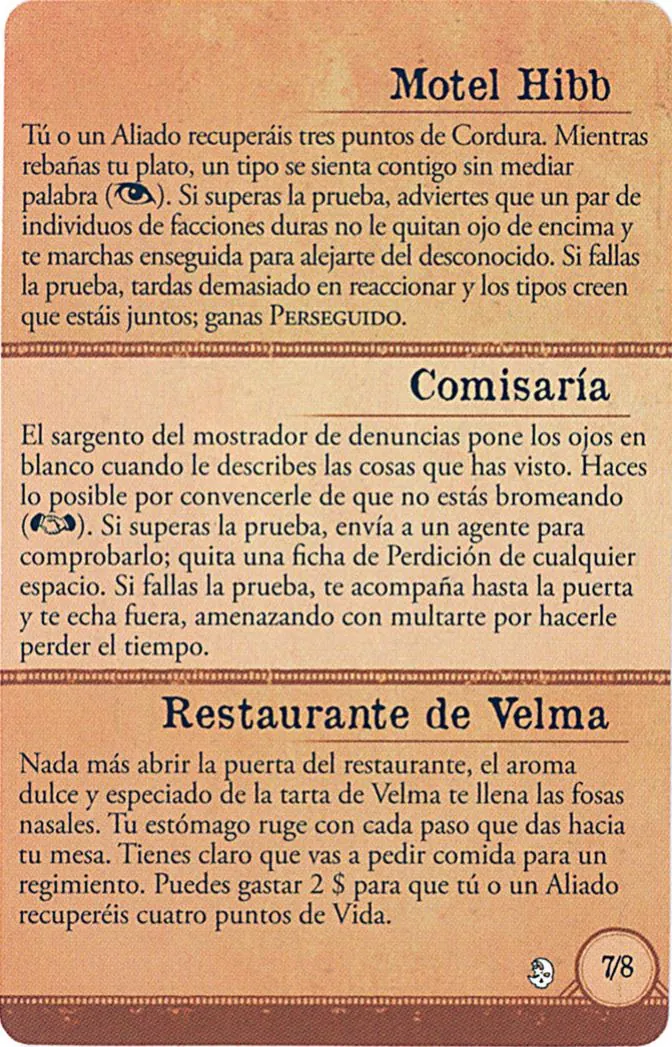 Motel Hibb
Tú o un Aliado recuperáis tres puntos de Cordura. Mientras
rebañas tu plato, un tipo se sienta contigo sin mediar
palabra (). Si superas la prueba, adviertes que un par de
individuos de facciones duras no le quitan ojo de encima y
te marchas enseguida para alejarte del desconocido. Si fallas
la prueba, tardas demasiado en reaccionar y los tipos creen
que estáis juntos; ganas PERSEGUIDO.
Comisaría
El sargento del mostrador de denuncias pone los ojos en
blanco cuando le describes las cosas que has visto. Haces
lo posible por convencerle de que no estás bromeando
(). Si superas la prueba, envía a un agente para
comprobarlo; quita una ficha de Perdición de cualquier
espacio. Si fallas la prueba, te acompaña hasta la puerta
y te echa fuera, amenazando con multarte por hacerle
perder el tiempo.
Restaurante de Velma
Nada más abrir la puerta del restaurante, el aroma
dulce y especiado de la tarta de Velma te llena las fosas
nasales. Tu estómago ruge con cada paso que das hacia
tu mesa. Tienes claro que vas a pedir comida para un
regimiento. Puedes gastar 2 $ para que tú o un Aliado
recuperéis cuatro puntos de Vida.
7/8